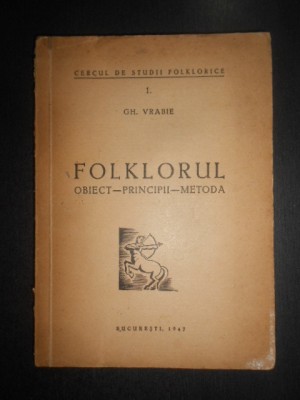 CERCUL DE STUDII FOLKLORICE
I.
GH. VRABIE
FOLKLORUL
OBIECT—PRINCIPII—METODA
BUCUREȘTI, 1947